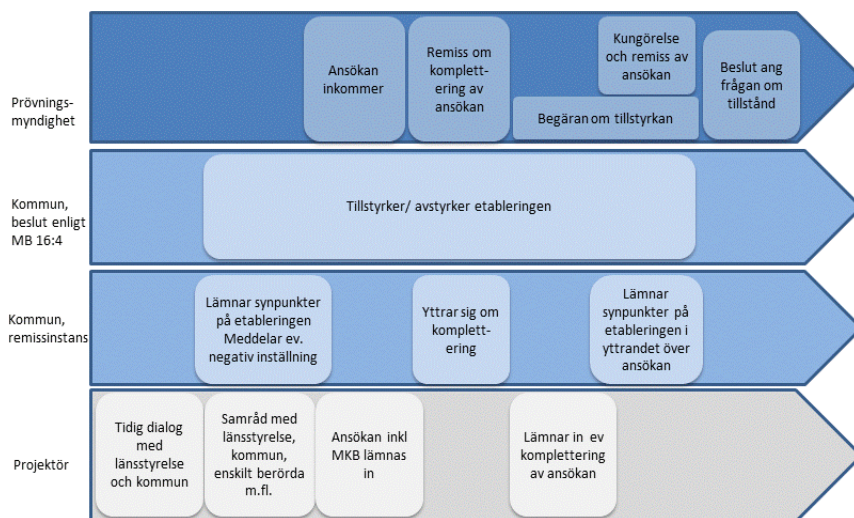 Prövnings-
myndighet
Ansökan
inkommer
Remiss om
komplett-
ering av
ansökan
Kungörelse
och remiss av
ansökan
Begäran om tillstyrkan
Beslut ang
frågan om
tillstånd
Kommun,
beslut enligt
MB 16:4
Tillstyrker/ avstyrker etableringen
Kommun,
remissinstans
Lämnar synpunkter
på etableringen
Meddelar ev.
negativ inställning
Yttrar sig om
komplett-
ering
Lämnar
synpunkter på
etableringen i
yttrandet över
ansökan
Projektör
Tidig dialog
med
länsstyrelse
och kommun
Samråd med
länsstyrelse,
kommun,
enskilt berörda
m.fl.
Ansökan inkl
MKB lämnas
in
Lämnar in ev
komplettering
av ansökan